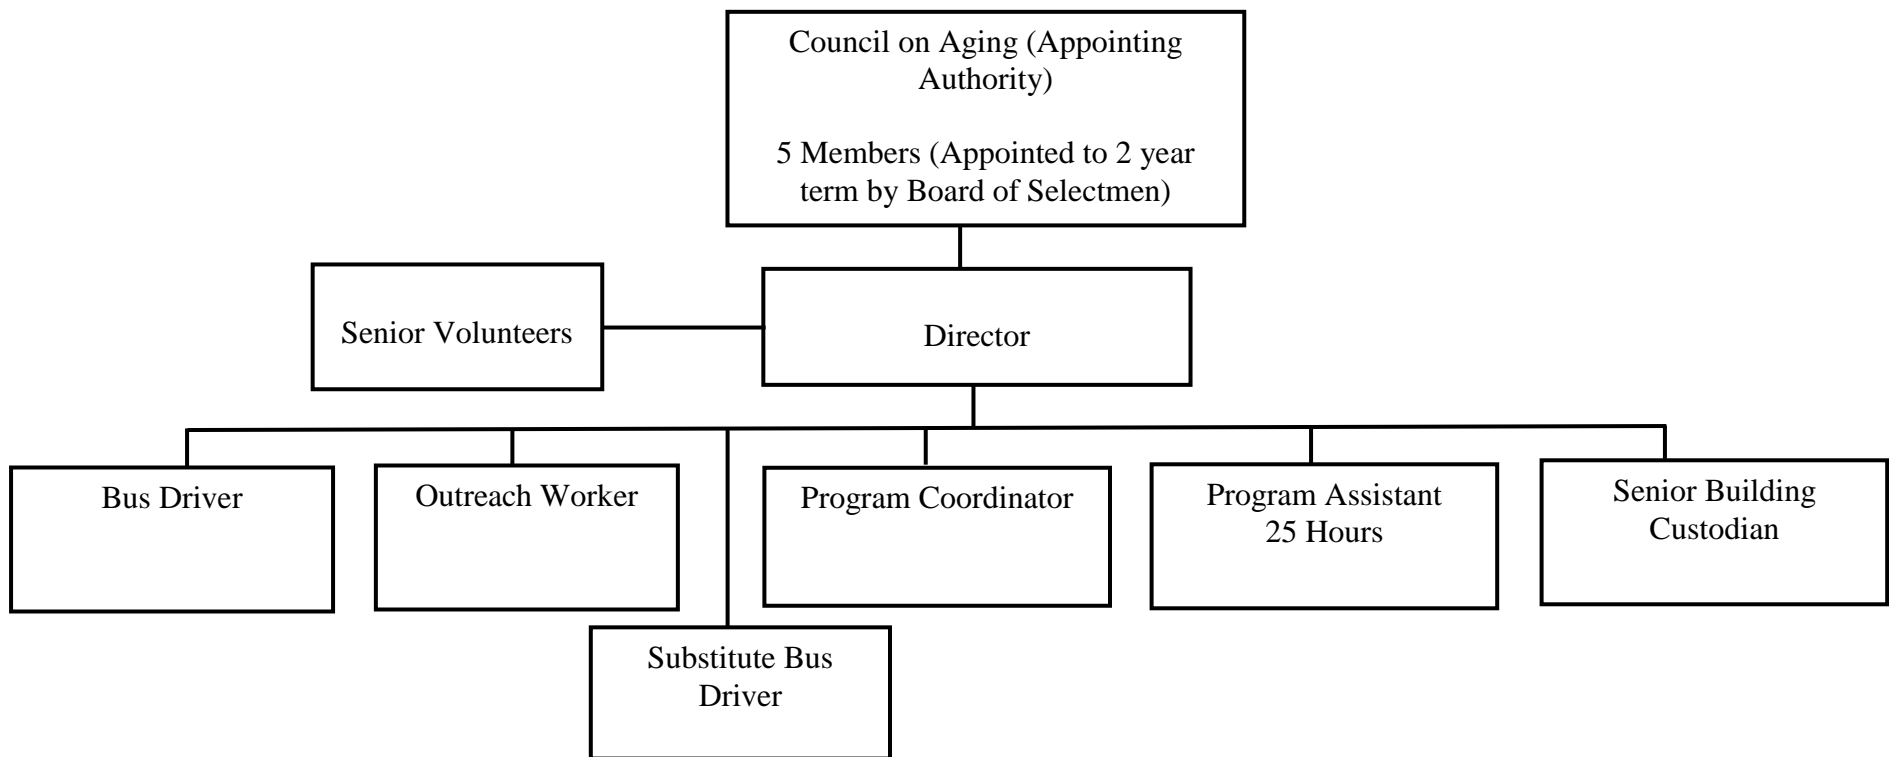 Council on Aging (Appointing
Authority)
5 Members (Appointed to 2 year
term by Board of Selectmen)
Senior Volunteers
Director
Bus Driver
Outreach Worker
Program Coordinator
Program Assistant
25 Hours
Senior Building
Custodian
Substitute Bus
Driver